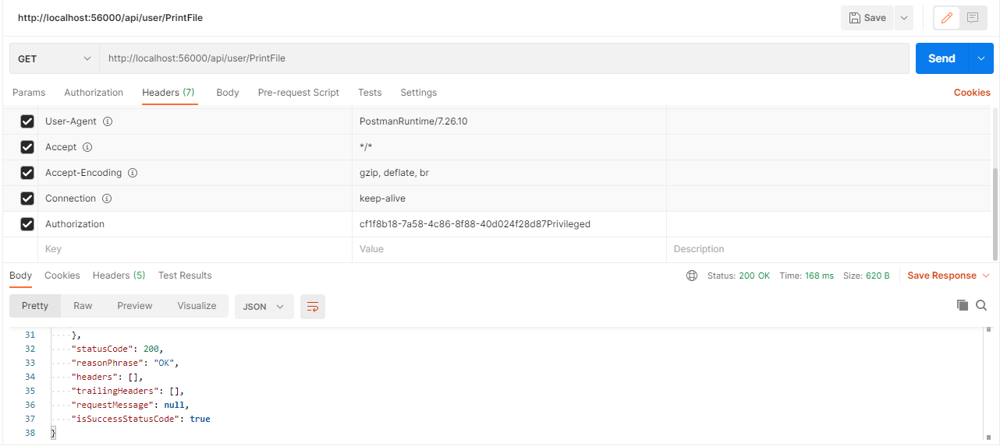 http://localhost:56000/api/user/PrintFile Save
GET http://localhost:56000/api/user/PrintFile Send
Params Authorization Headers (7) Body Pre-request Script Tests Settings Cookies
User-Agent PostmanRuntime/7.26.10
Accept */*
Accept-Encoding gzip, deflate, br
Connection keep-alive
Authorization cf1f8b18-7a58-4c86-8f88-40d024f28d87Privileged
Key Value Description
Body Cookies Headers (5) Test Results Status: 200 OK Time: 168 ms Size: 620 B Save Response
Pretty Raw Preview Visualize JSON
31 },
32 "statusCode": 200,
33 "reasonPhrase": "OK",
34 "headers": [],
35 "trailingHeaders": [],
36 "requestMessage": null,
37 "isSuccessStatusCode": true
38 }